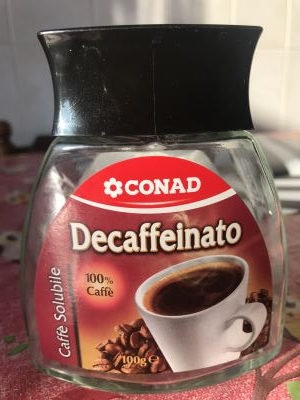 CONAD
Decaffeinato
100%
Caffè
Caffè Solubile
100g ℮